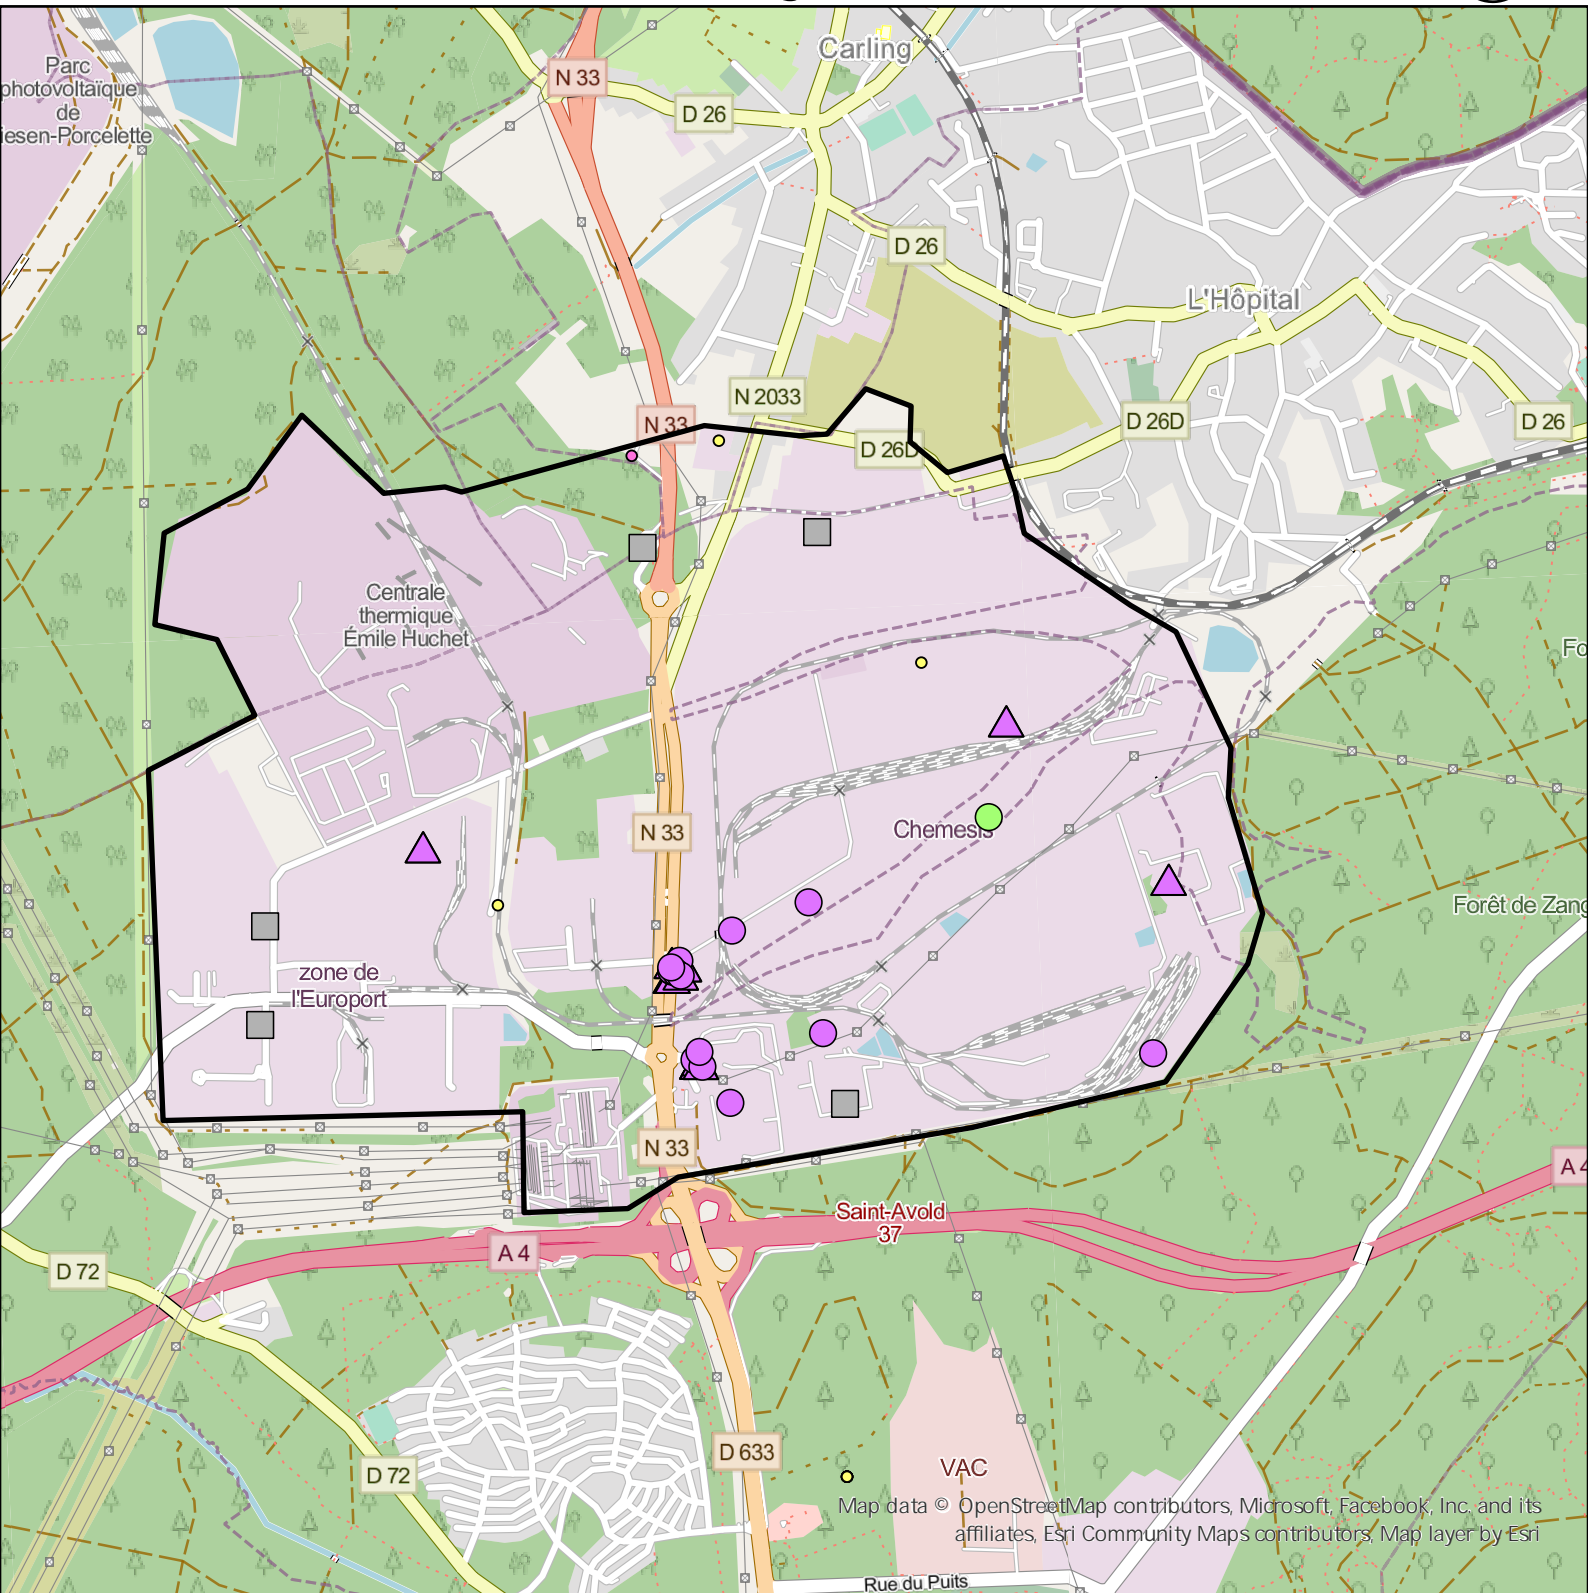 Carling
Parc
photovoltaïque
de
iesen-Porcelette
N 33
D 26
D 26
L'Hôpital
N 2033
N 33
D 26D
D 26D
D 26
Centrale
thermique
Émile Huchet
N 33
Chemesis
Forêt de Zang
zone de
l'Europort
N 33
A 4
Saint-Avold
37
A 4
D 72
D 72
D 633
VAC
Map data © OpenStreetMap contributors, Microsoft, Facebook, Inc. and its
affiliates, Esri Community Maps contributors, Map layer by Esri
Rue du Puits
Fo